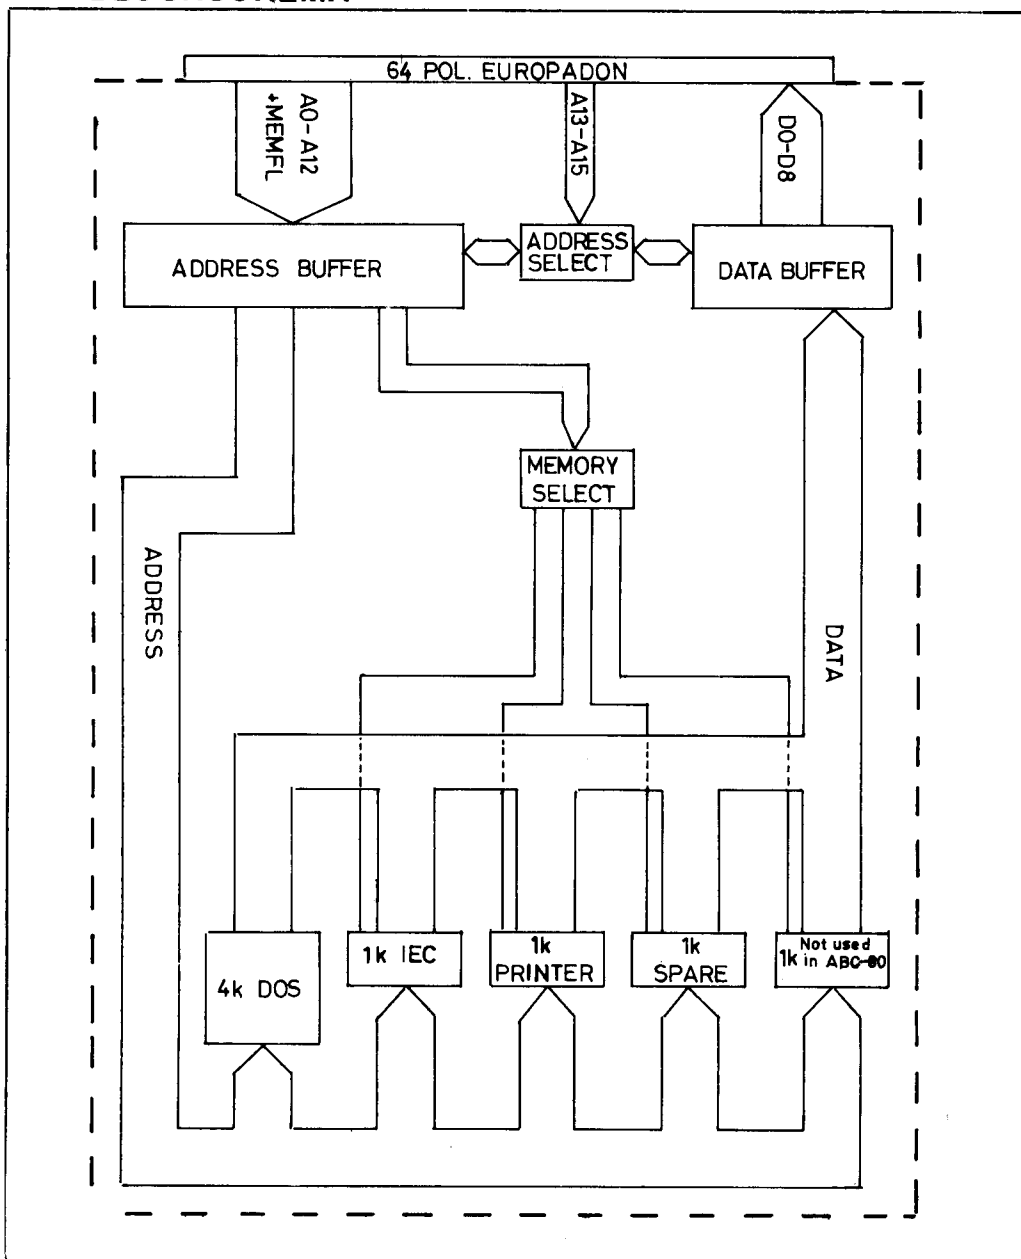 64 POL. EUROPADON
A0-A12
+MEMFL
A13-A15
D0-D8
ADDRESS BUFFER
ADDRESS
SELECT
DATA BUFFER
MEMORY
SELECT
ADDRESS
DATA
4k DOS
1k IEC
1k
PRINTER
1k
SPARE
Not used
1k in ABC-80